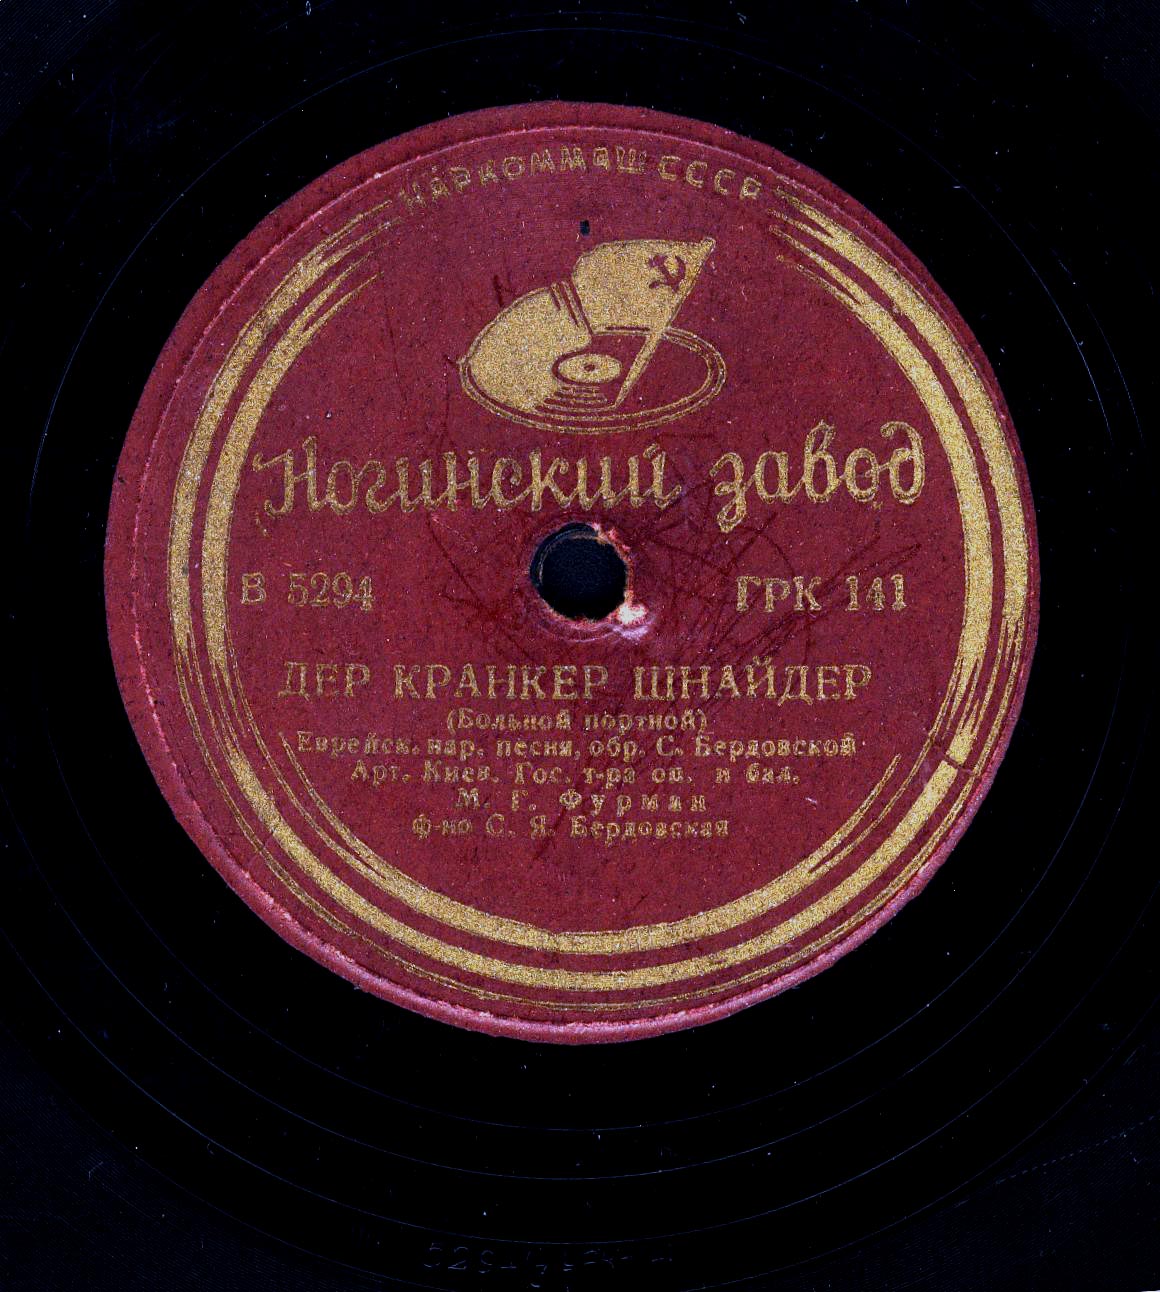 НАРКОММАШ СССР
Ногинский завод
В 5294 ГРК 141
ДЕР КРАНКЕР ШНАЙДЕР
(Больной портной)
Еврейск. нар. песня, обр. С. Бердовской
Арт. Киев. Гос. т-ра оп. и бал.
М. Г. Фурман
ф-но С. Я. Бердовская